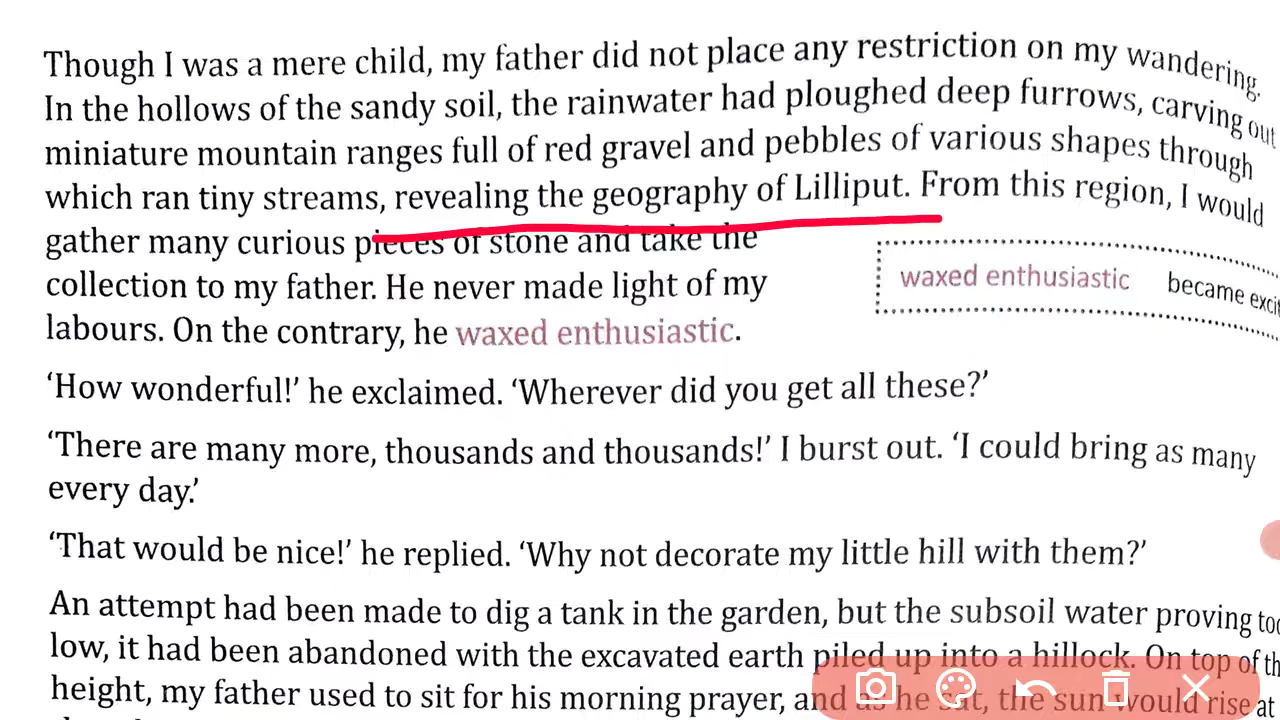 Though I was a mere child, my father did not place any restriction on my wandering.
In the hollows of the sandy soil, the rainwater had ploughed deep furrows, carving out
miniature mountain ranges full of red gravel and pebbles of various shapes through
which ran tiny streams, revealing the geography of Lilliput. From this region, I would
gather many curious pieces of stone and take the
collection to my father. He never made light of my
labours. On the contrary, he waxed enthusiastic.
waxed enthusiastic became exci
‘How wonderful!’ he exclaimed. ‘Wherever did you get all these?’
‘There are many more, thousands and thousands!’ I burst out. ‘I could bring as many
every day.’
‘That would be nice!’ he replied. ‘Why not decorate my little hill with them?’
An attempt had been made to dig a tank in the garden, but the subsoil water proving too
low, it had been abandoned with the excavated earth piled up into a hillock. On top of th
height, my father used to sit for his morning prayer, and as he sat, the sun would rise at